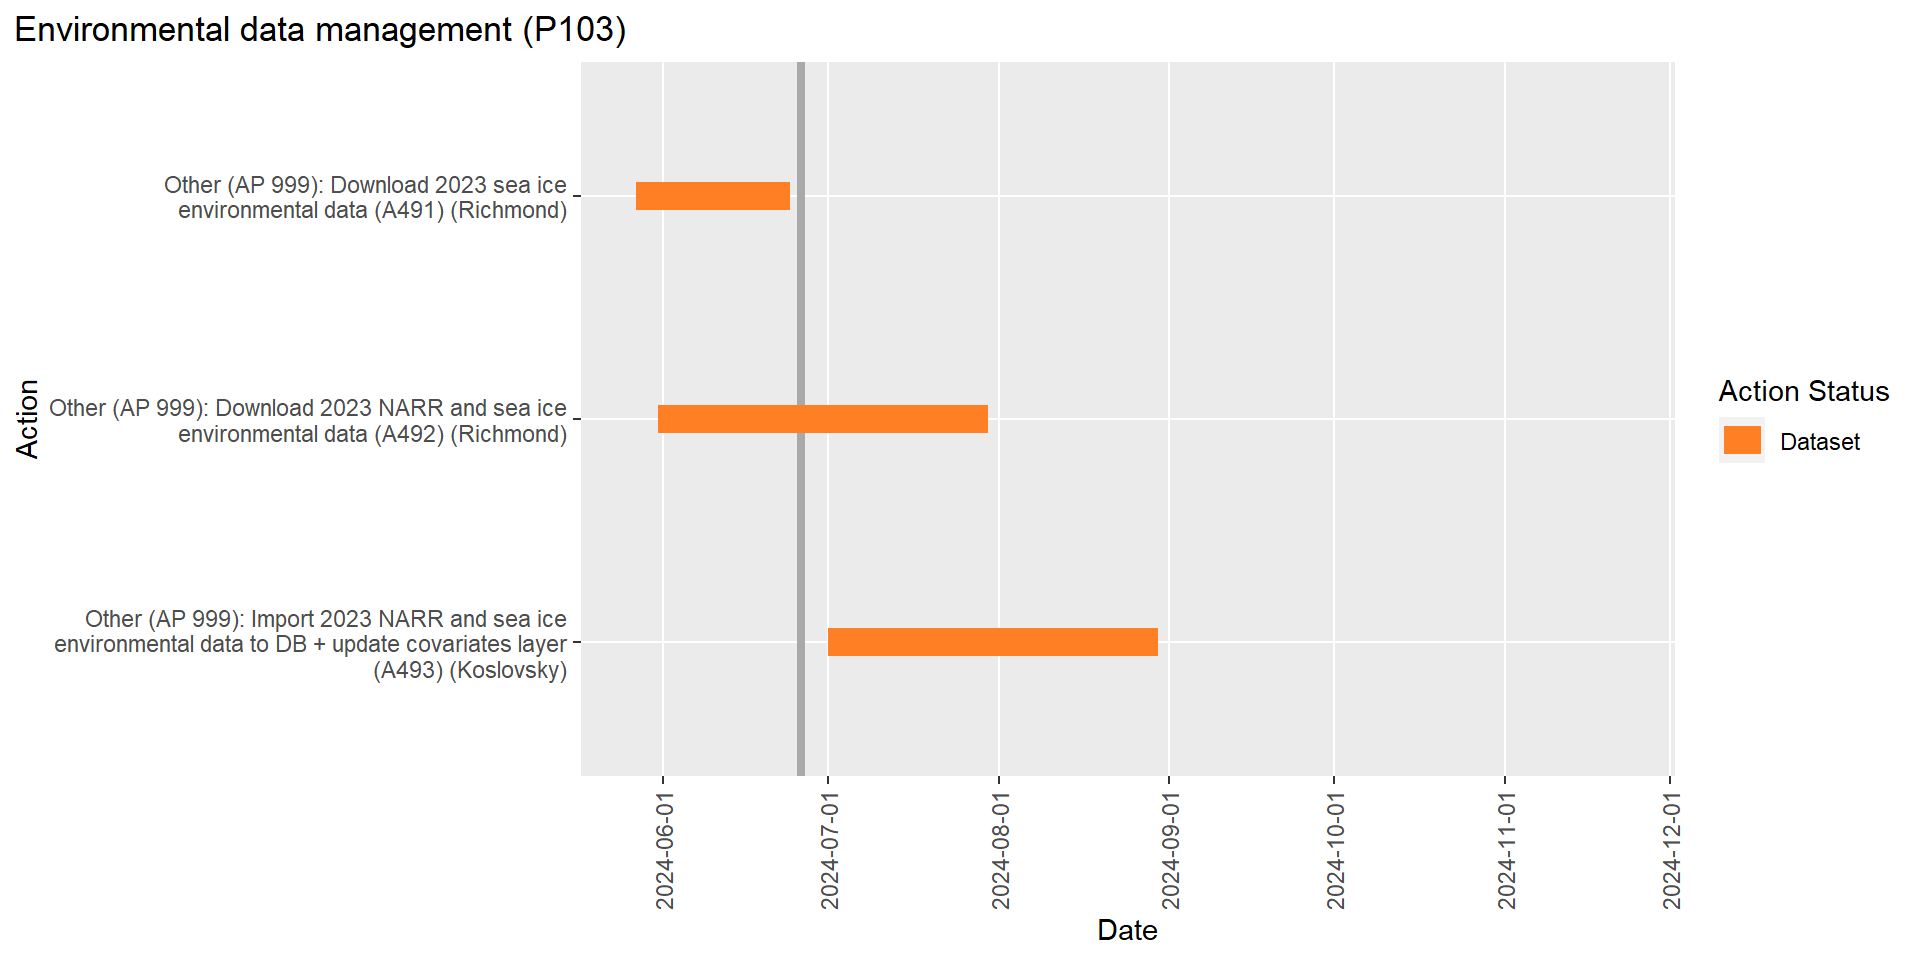 Environmental data management (P103)
Action
Other (AP 999): Download 2023 sea ice
environmental data (A491) (Richmond)
Other (AP 999): Download 2023 NARR and sea ice
environmental data (A492) (Richmond)
Other (AP 999): Import 2023 NARR and sea ice
environmental data to DB + update covariates layer
(A493) (Koslovsky)
2024-06-01
2024-07-01
2024-08-01
2024-09-01
2024-10-01
2024-11-01
2024-12-01
Date
Action Status
Dataset